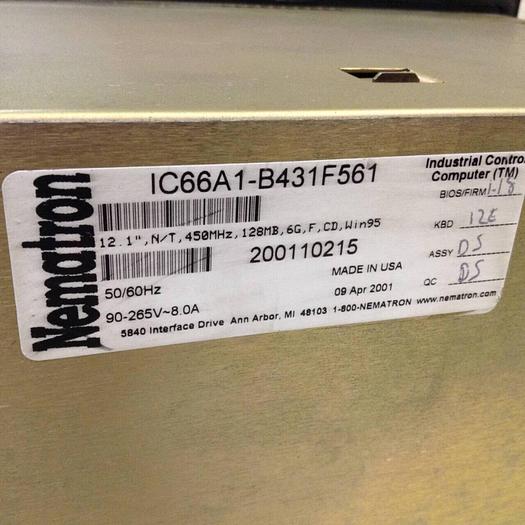 Nematron
IC66A1-B431F561
Industrial Contro
Computer (TM)
BIOS/FIRM 1-18
12.1",N/T,450MHz,128MB,6G,F,CD,Win95
KBD 12E
200110215
ASSY DS
MADE IN USA
50/60Hz
09 Apr 2001
QC DS
90-265V~8.0A
5840 Interface Drive Ann Arbor, MI 48103 1-800-NEMATRON www.nematron.com